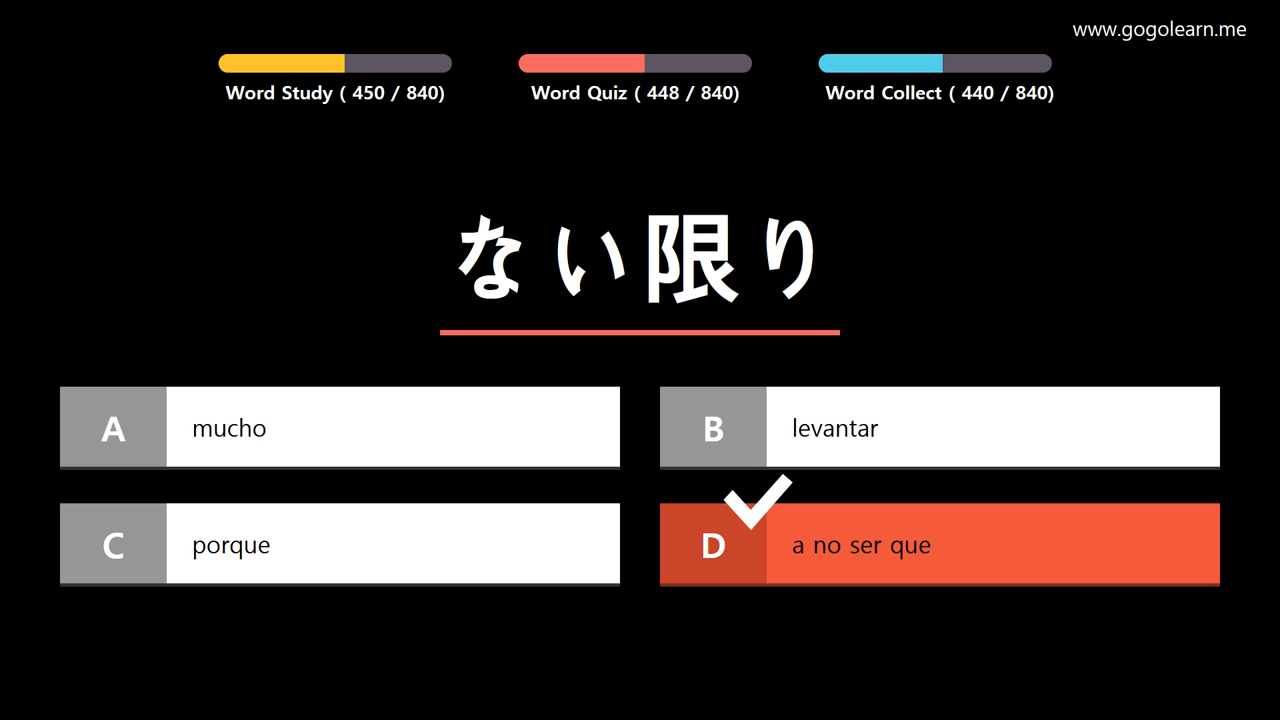 www.gogolearn.me
Word Study ( 450 / 840)
Word Quiz ( 448 / 840)
Word Collect ( 440 / 840)
ない限り
A mucho
B levantar
C porque
D a no ser que